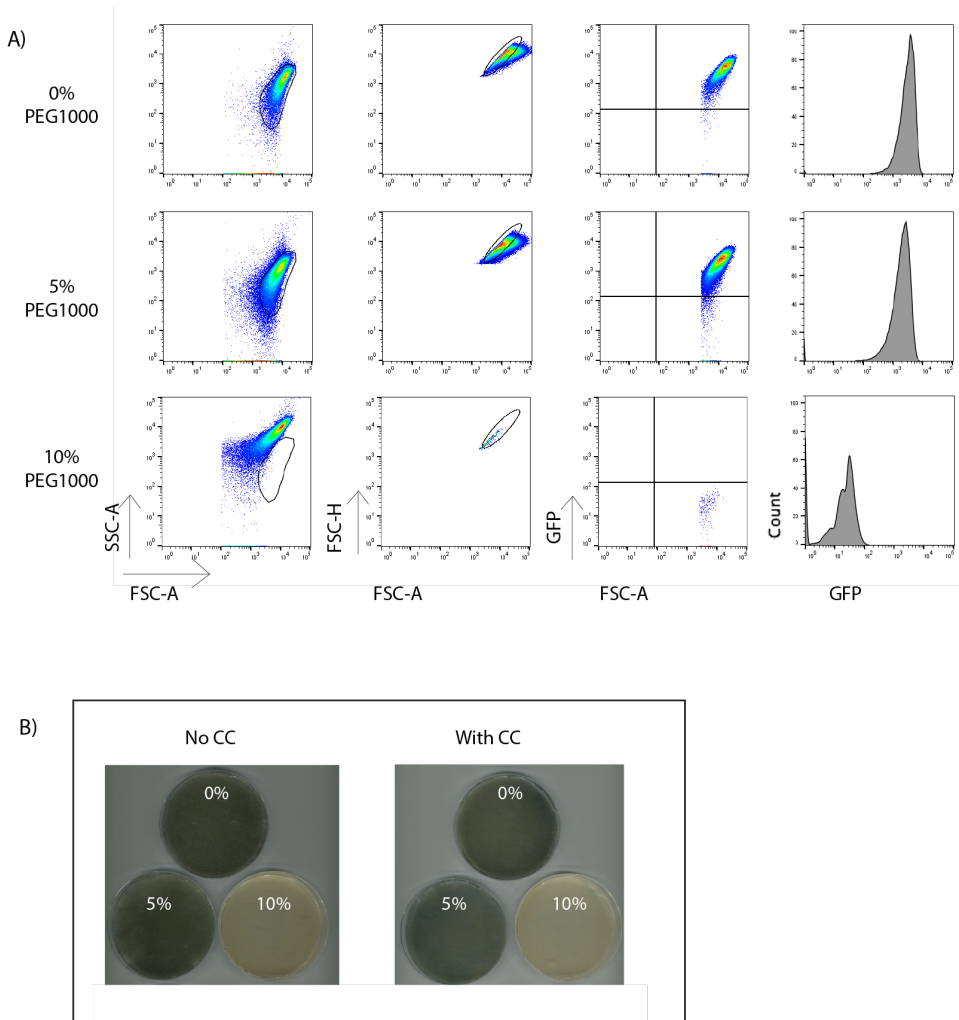 A)
0%
PEG1000
5%
PEG1000
10%
PEG1000
SSC-A
FSC-H
GFP
Count
FSC-A
FSC-A
FSC-A
GFP
B)
No CC
With CC
0%
0%
5%
10%
5%
10%